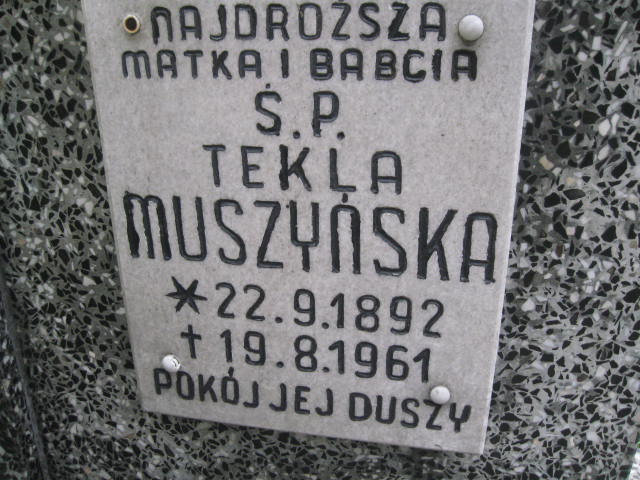 NAJDROŻSZA
MATKA I BABCIA
Ś.P.
TEKLA
MUSZYŃSKA
* 22.9.1892
† 19.8.1961
POKÓJ JEJ DUSZY